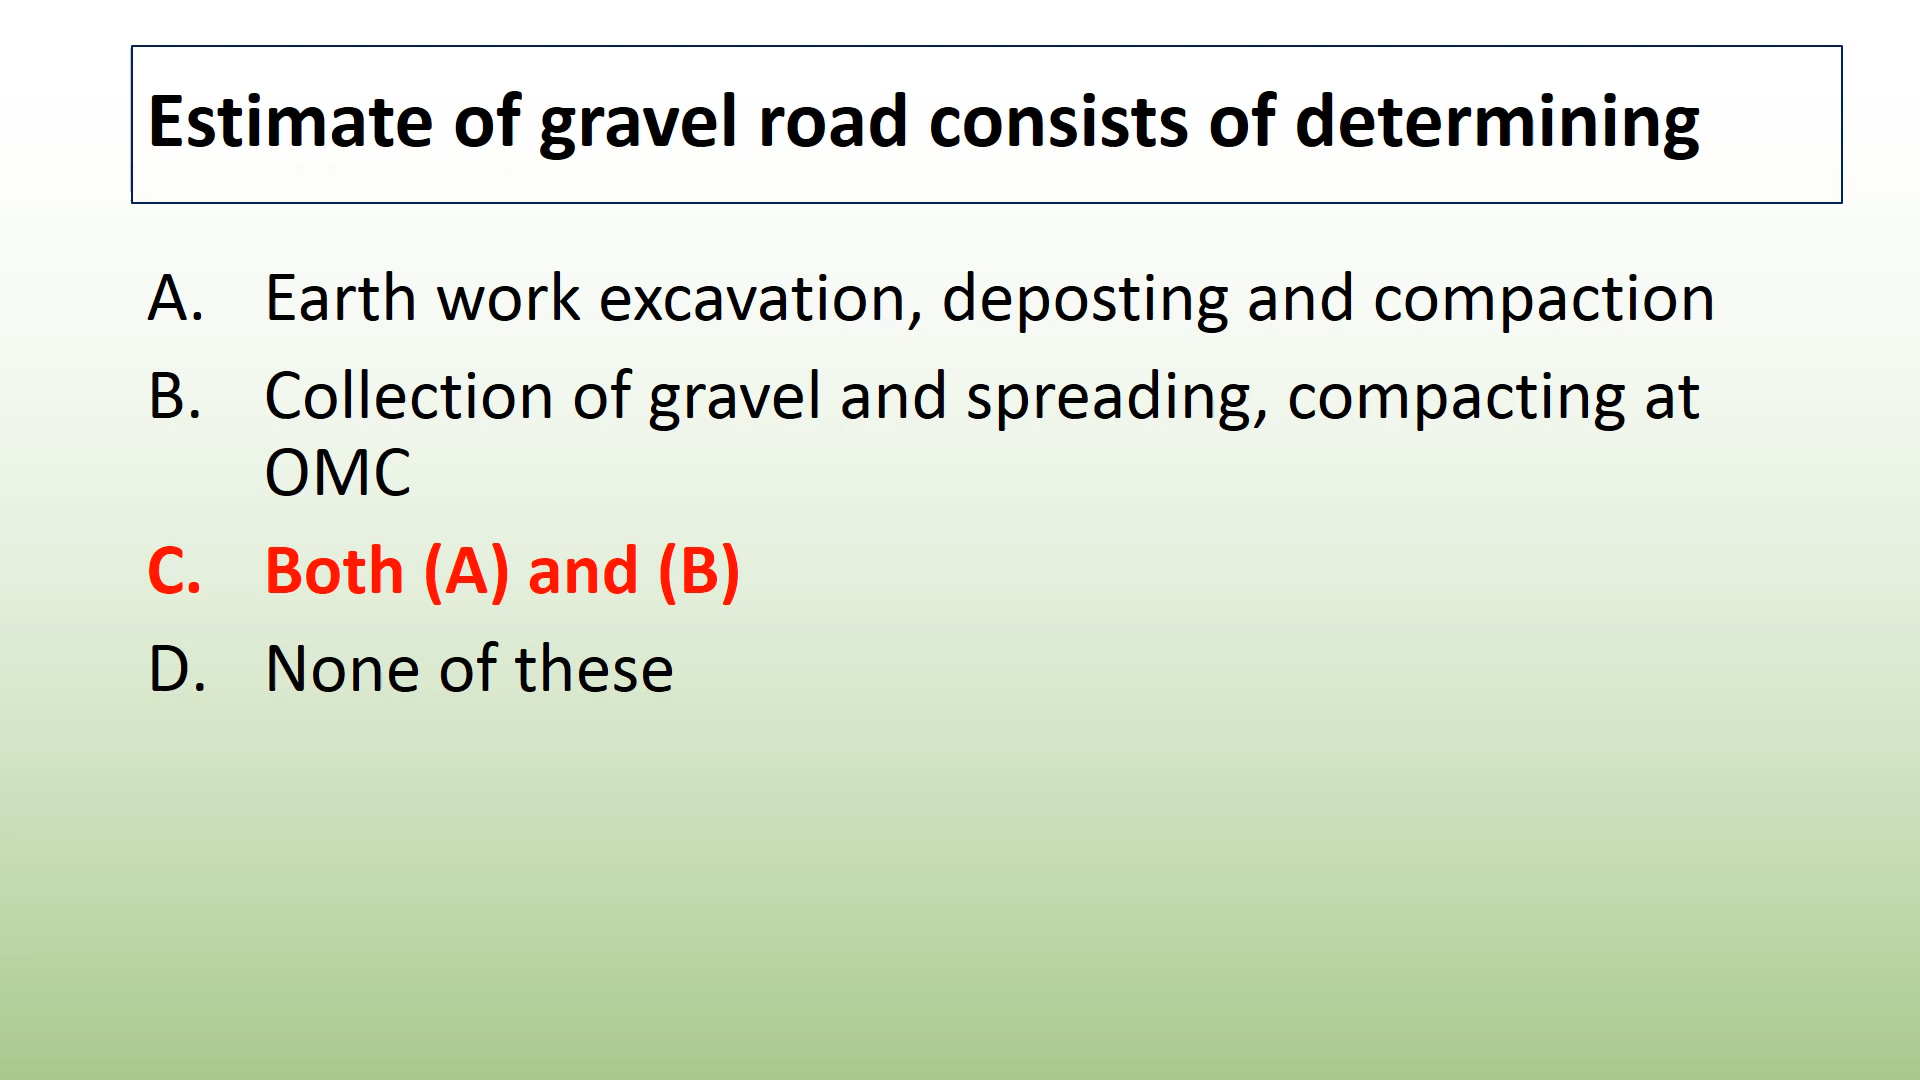 Estimate of gravel road consists of determining
A. Earth work excavation, deposting and compaction
B. Collection of gravel and spreading, compacting at
OMC
C. Both (A) and (B)
D. None of these